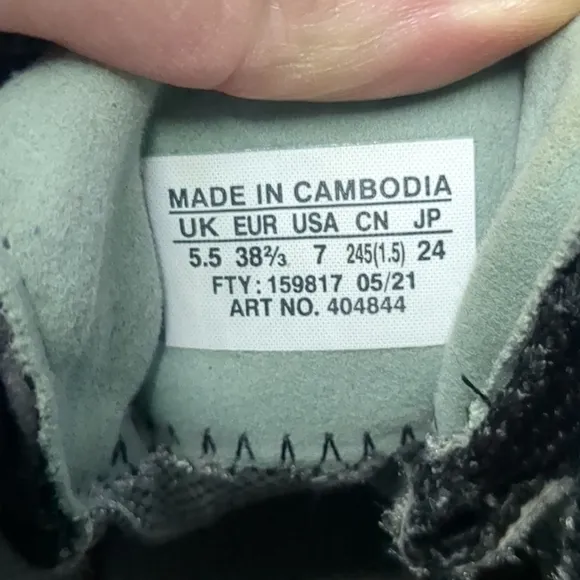 MADE IN CAMBODIA
UK EUR USA CN JP
5.5 38⅔ 7 245(1.5) 24
FTY: 159817 05/21
ART NO. 404844